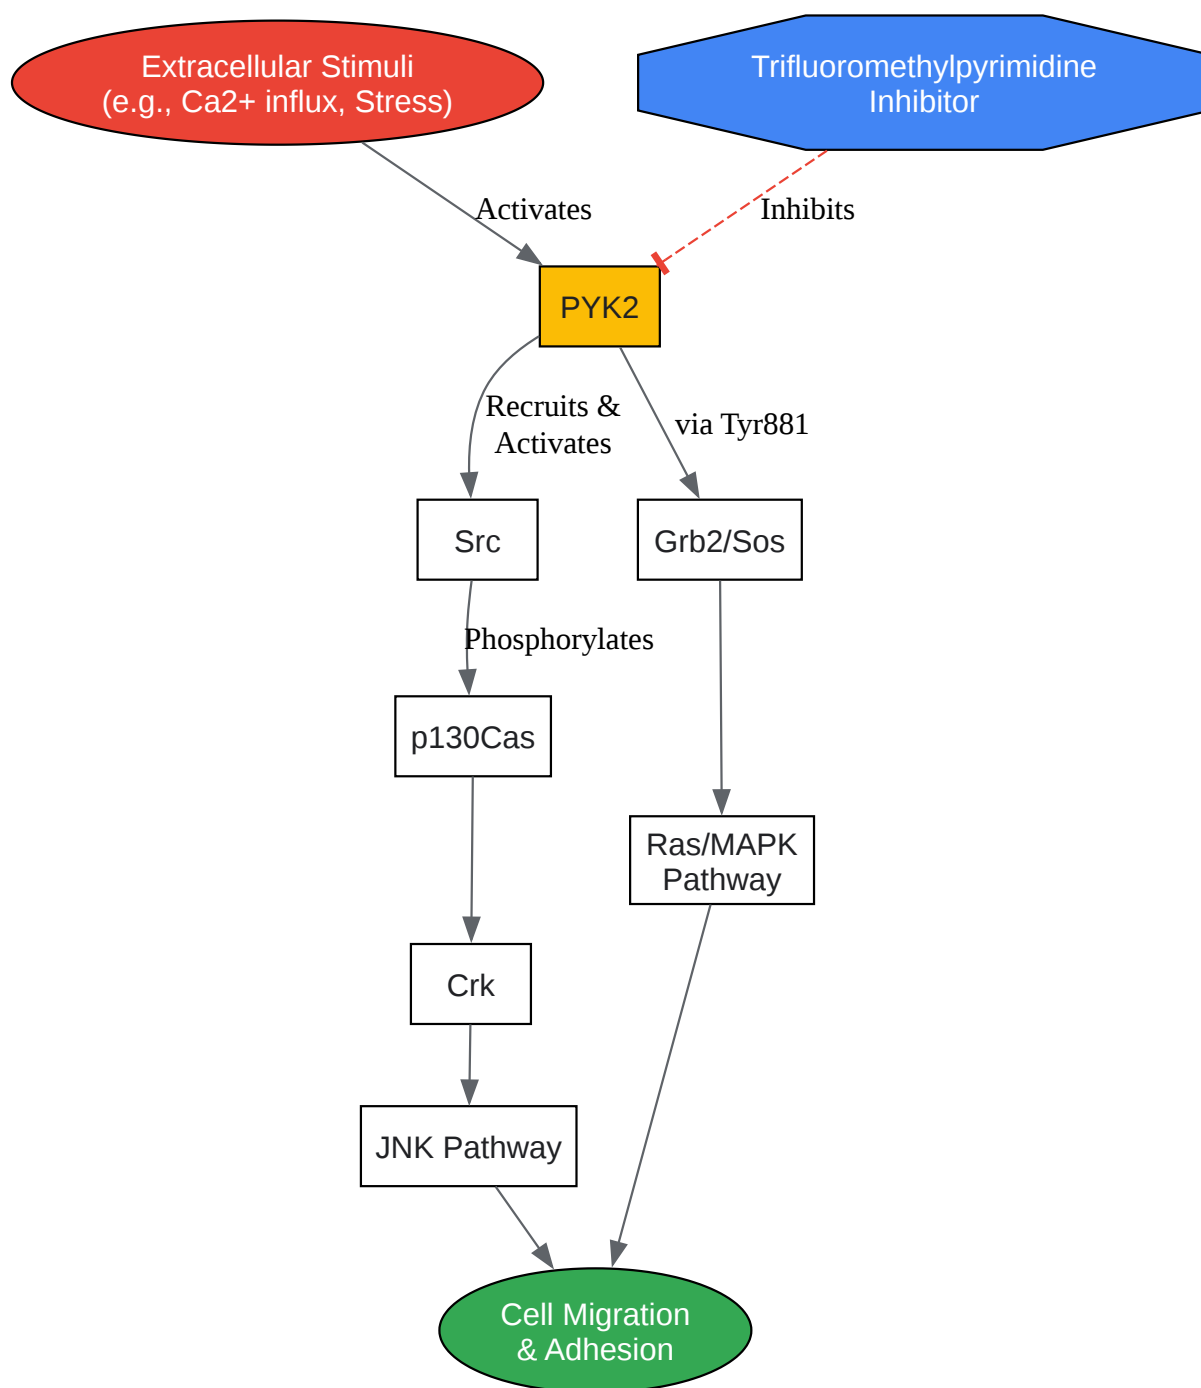 Extracellular Stimuli
(e.g., Ca2+ influx, Stress)
Trifluoromethylpyrimidine
Inhibitor
Activates
Inhibits
PYK2
Recruits &
Activates
via Tyr881
Src
Grb2/Sos
Phosphorylates
p130Cas
Ras/MAPK
Pathway
Crk
JNK Pathway
Cell Migration
& Adhesion